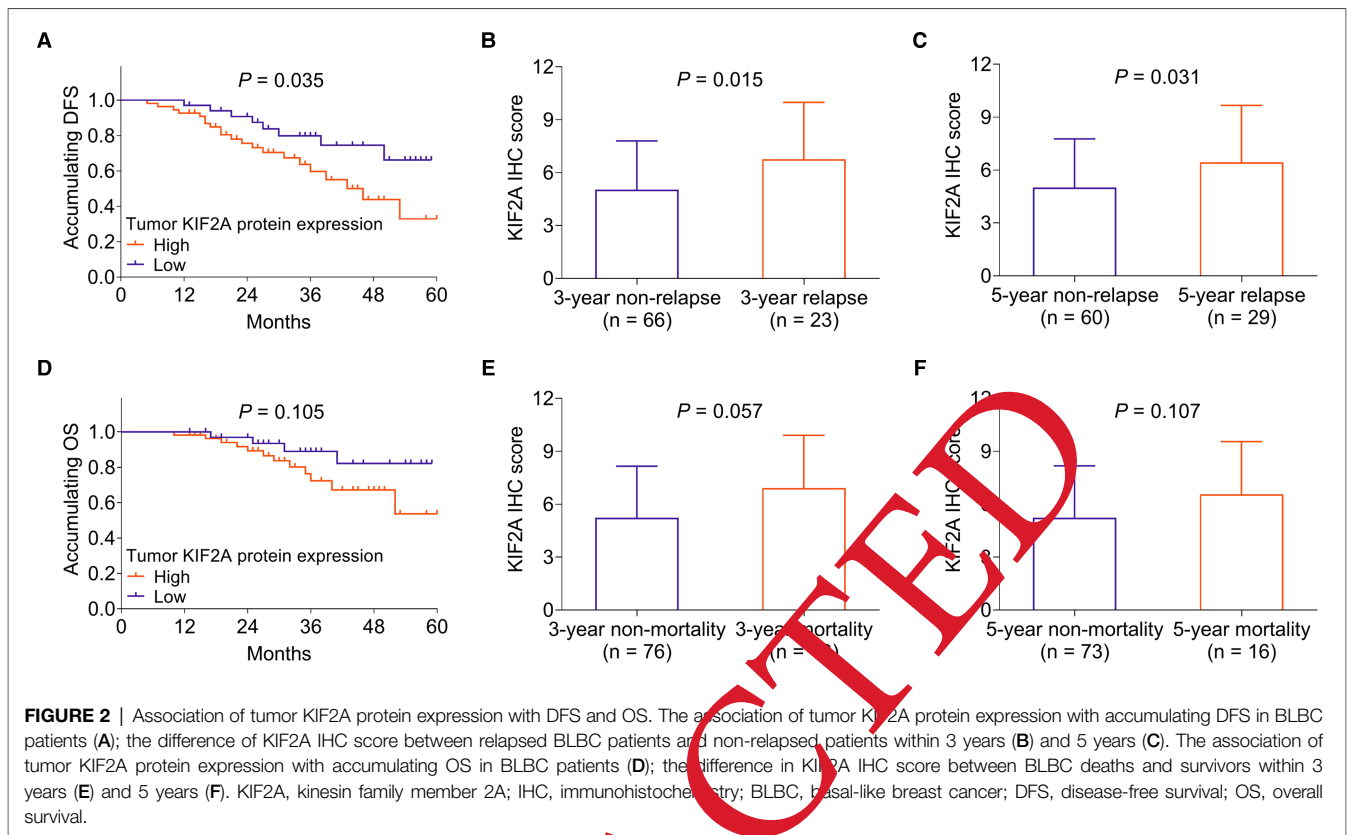 A
P = 0.035
Accumulating DFS
1.0
0.8
0.6
0.4
0.2
0.0
Tumor KIF2A protein expression
High
Low
0 12 24 36 48 60
Months
B
P = 0.015
KIF2A IHC score
12
9
6
3
0
3-year non-relapse 3-year relapse
(n = 66) (n = 23)
C
P = 0.031
KIF2A IHC score
12
9
6
3
0
5-year non-relapse 5-year relapse
(n = 60) (n = 29)
D
P = 0.105
Accumulating OS
1.0
0.8
0.6
0.4
0.2
0.0
Tumor KIF2A protein expression
High
Low
0 12 24 36 48 60
Months
E
P = 0.057
KIF2A IHC score
12
9
6
3
0
3-year non-mortality 3-year mortality
(n = 76) (n =
F
P = 0.107
KIF2A IHC score
12
9
3
0
5-year non-mortality 5-year mortality
(n = 73) (n = 16)
FIGURE 2 | Association of tumor KIF2A protein expression with DFS and OS. The association of tumor KIF2A protein expression with accumulating DFS in BLBC
patients (A); the difference of KIF2A IHC score between relapsed BLBC patients and non-relapsed patients within 3 years (B) and 5 years (C). The association of
tumor KIF2A protein expression with accumulating OS in BLBC patients (D); the difference in KIF2A IHC score between BLBC deaths and survivors within 3
years (E) and 5 years (F). KIF2A, kinesin family member 2A; IHC, immunohistochemistry; BLBC, basal-like breast cancer; DFS, disease-free survival; OS, overall
survival.
CTED